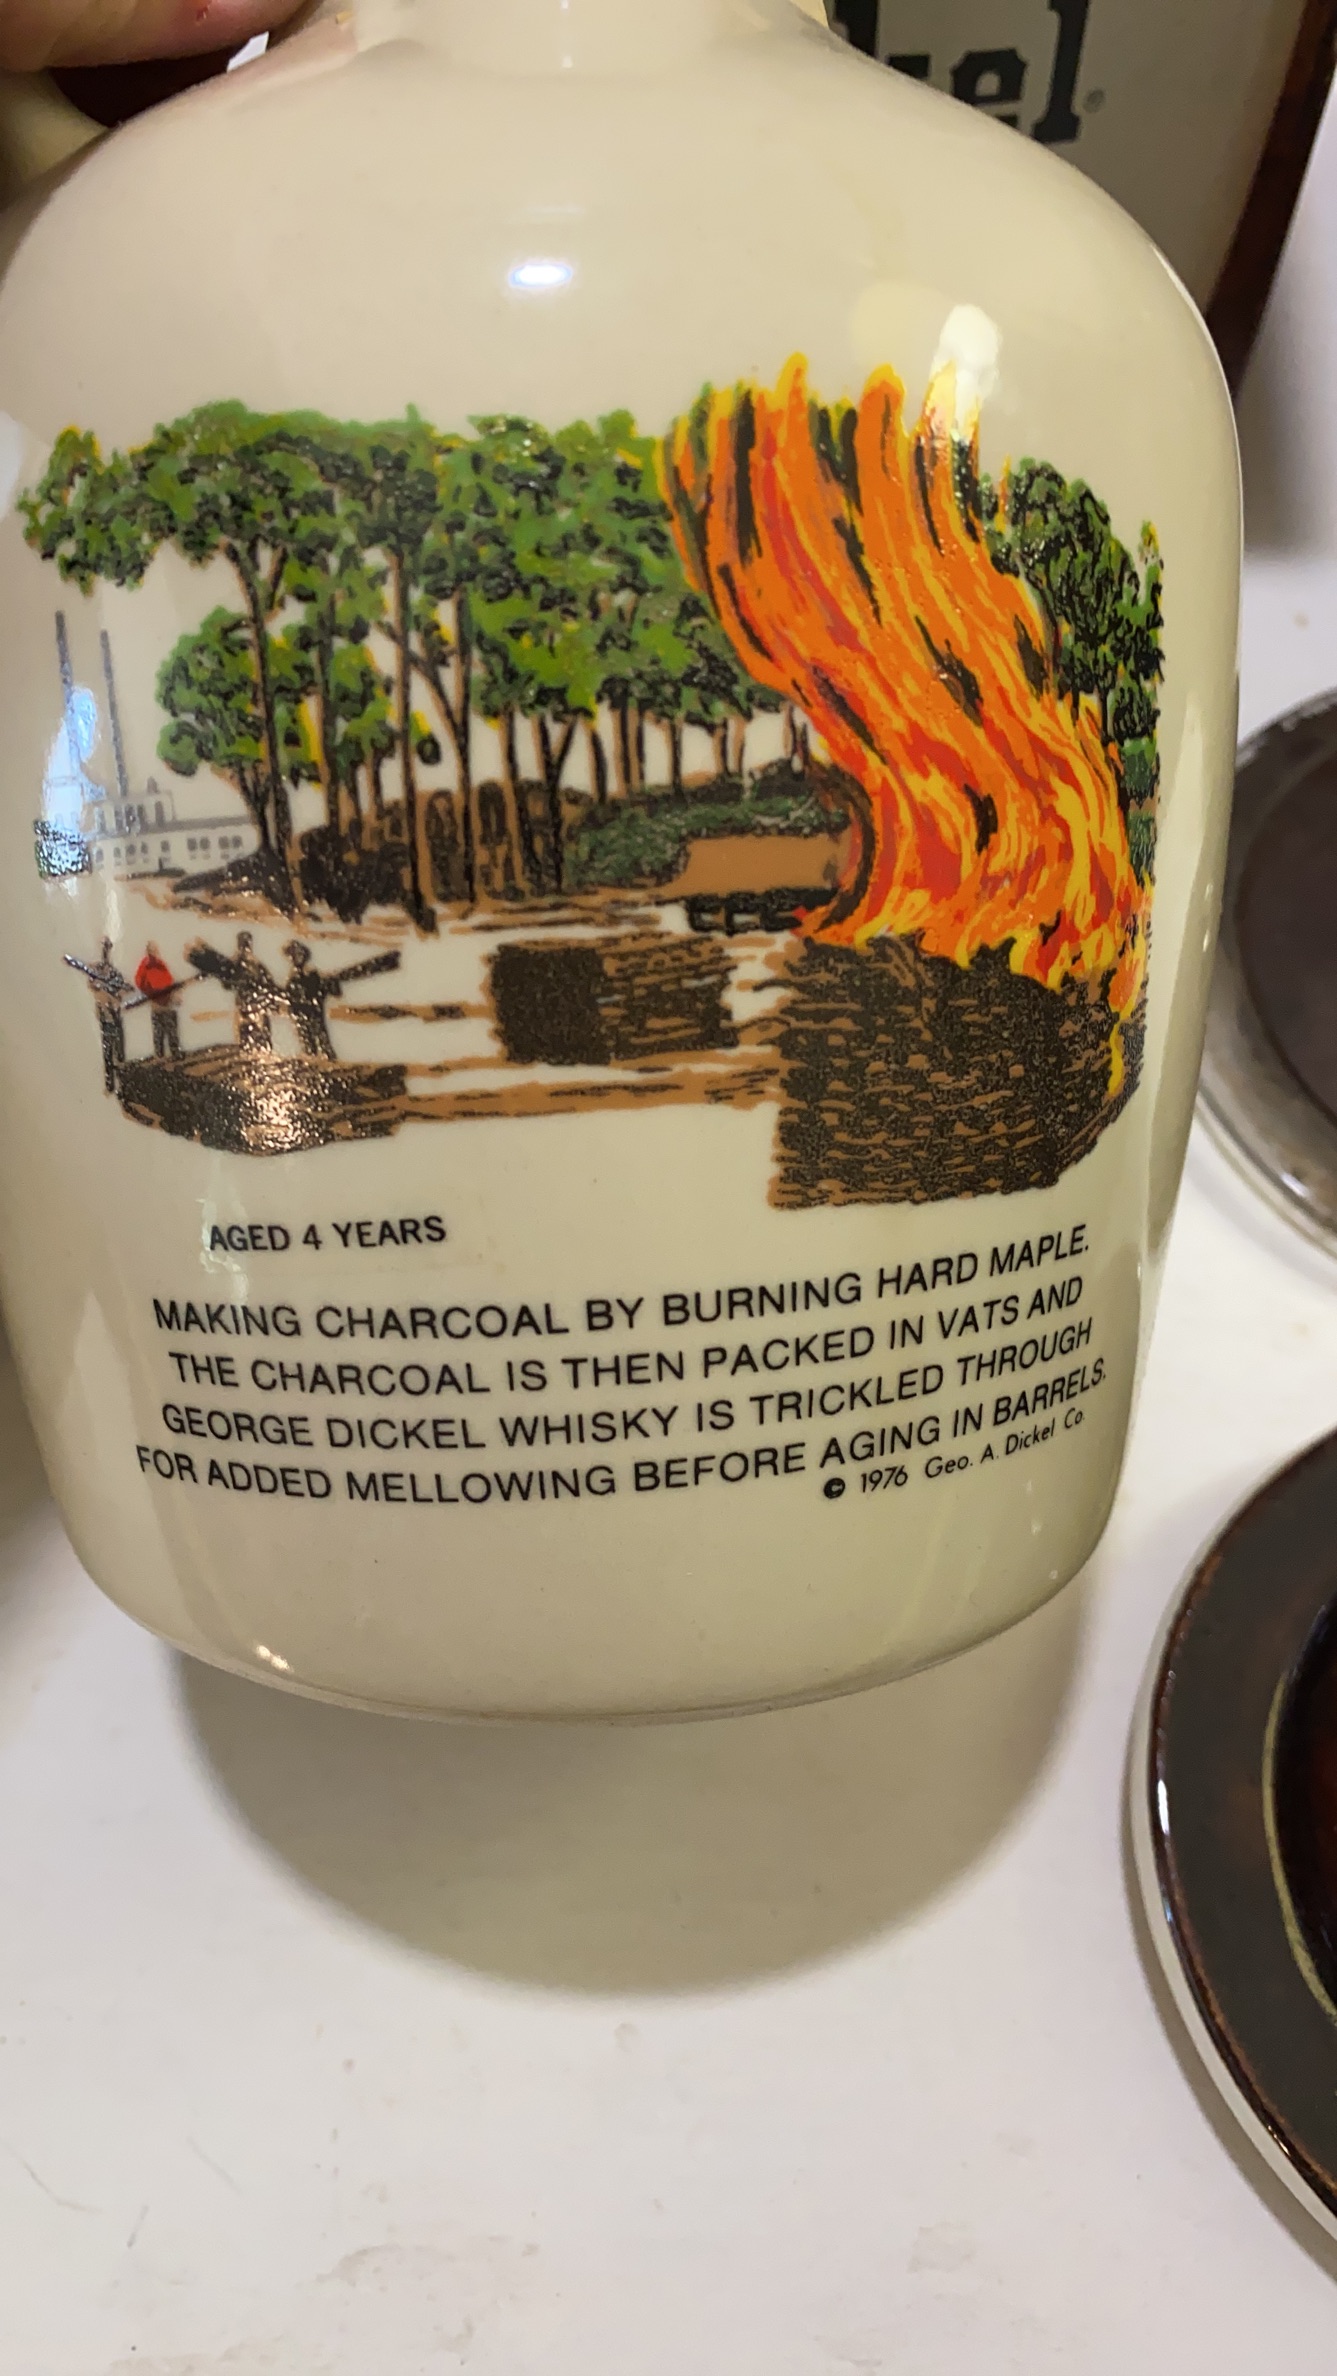 kel
AGED 4 YEARS
MAKING CHARCOAL BY BURNING HARD MAPLE.
THE CHARCOAL IS THEN PACKED IN VATS AND
GEORGE DICKEL WHISKY IS TRICKLED THROUGH
FOR ADDED MELLOWING BEFORE AGING IN BARRELS.
© 1976 Geo. A. Dickel Co.